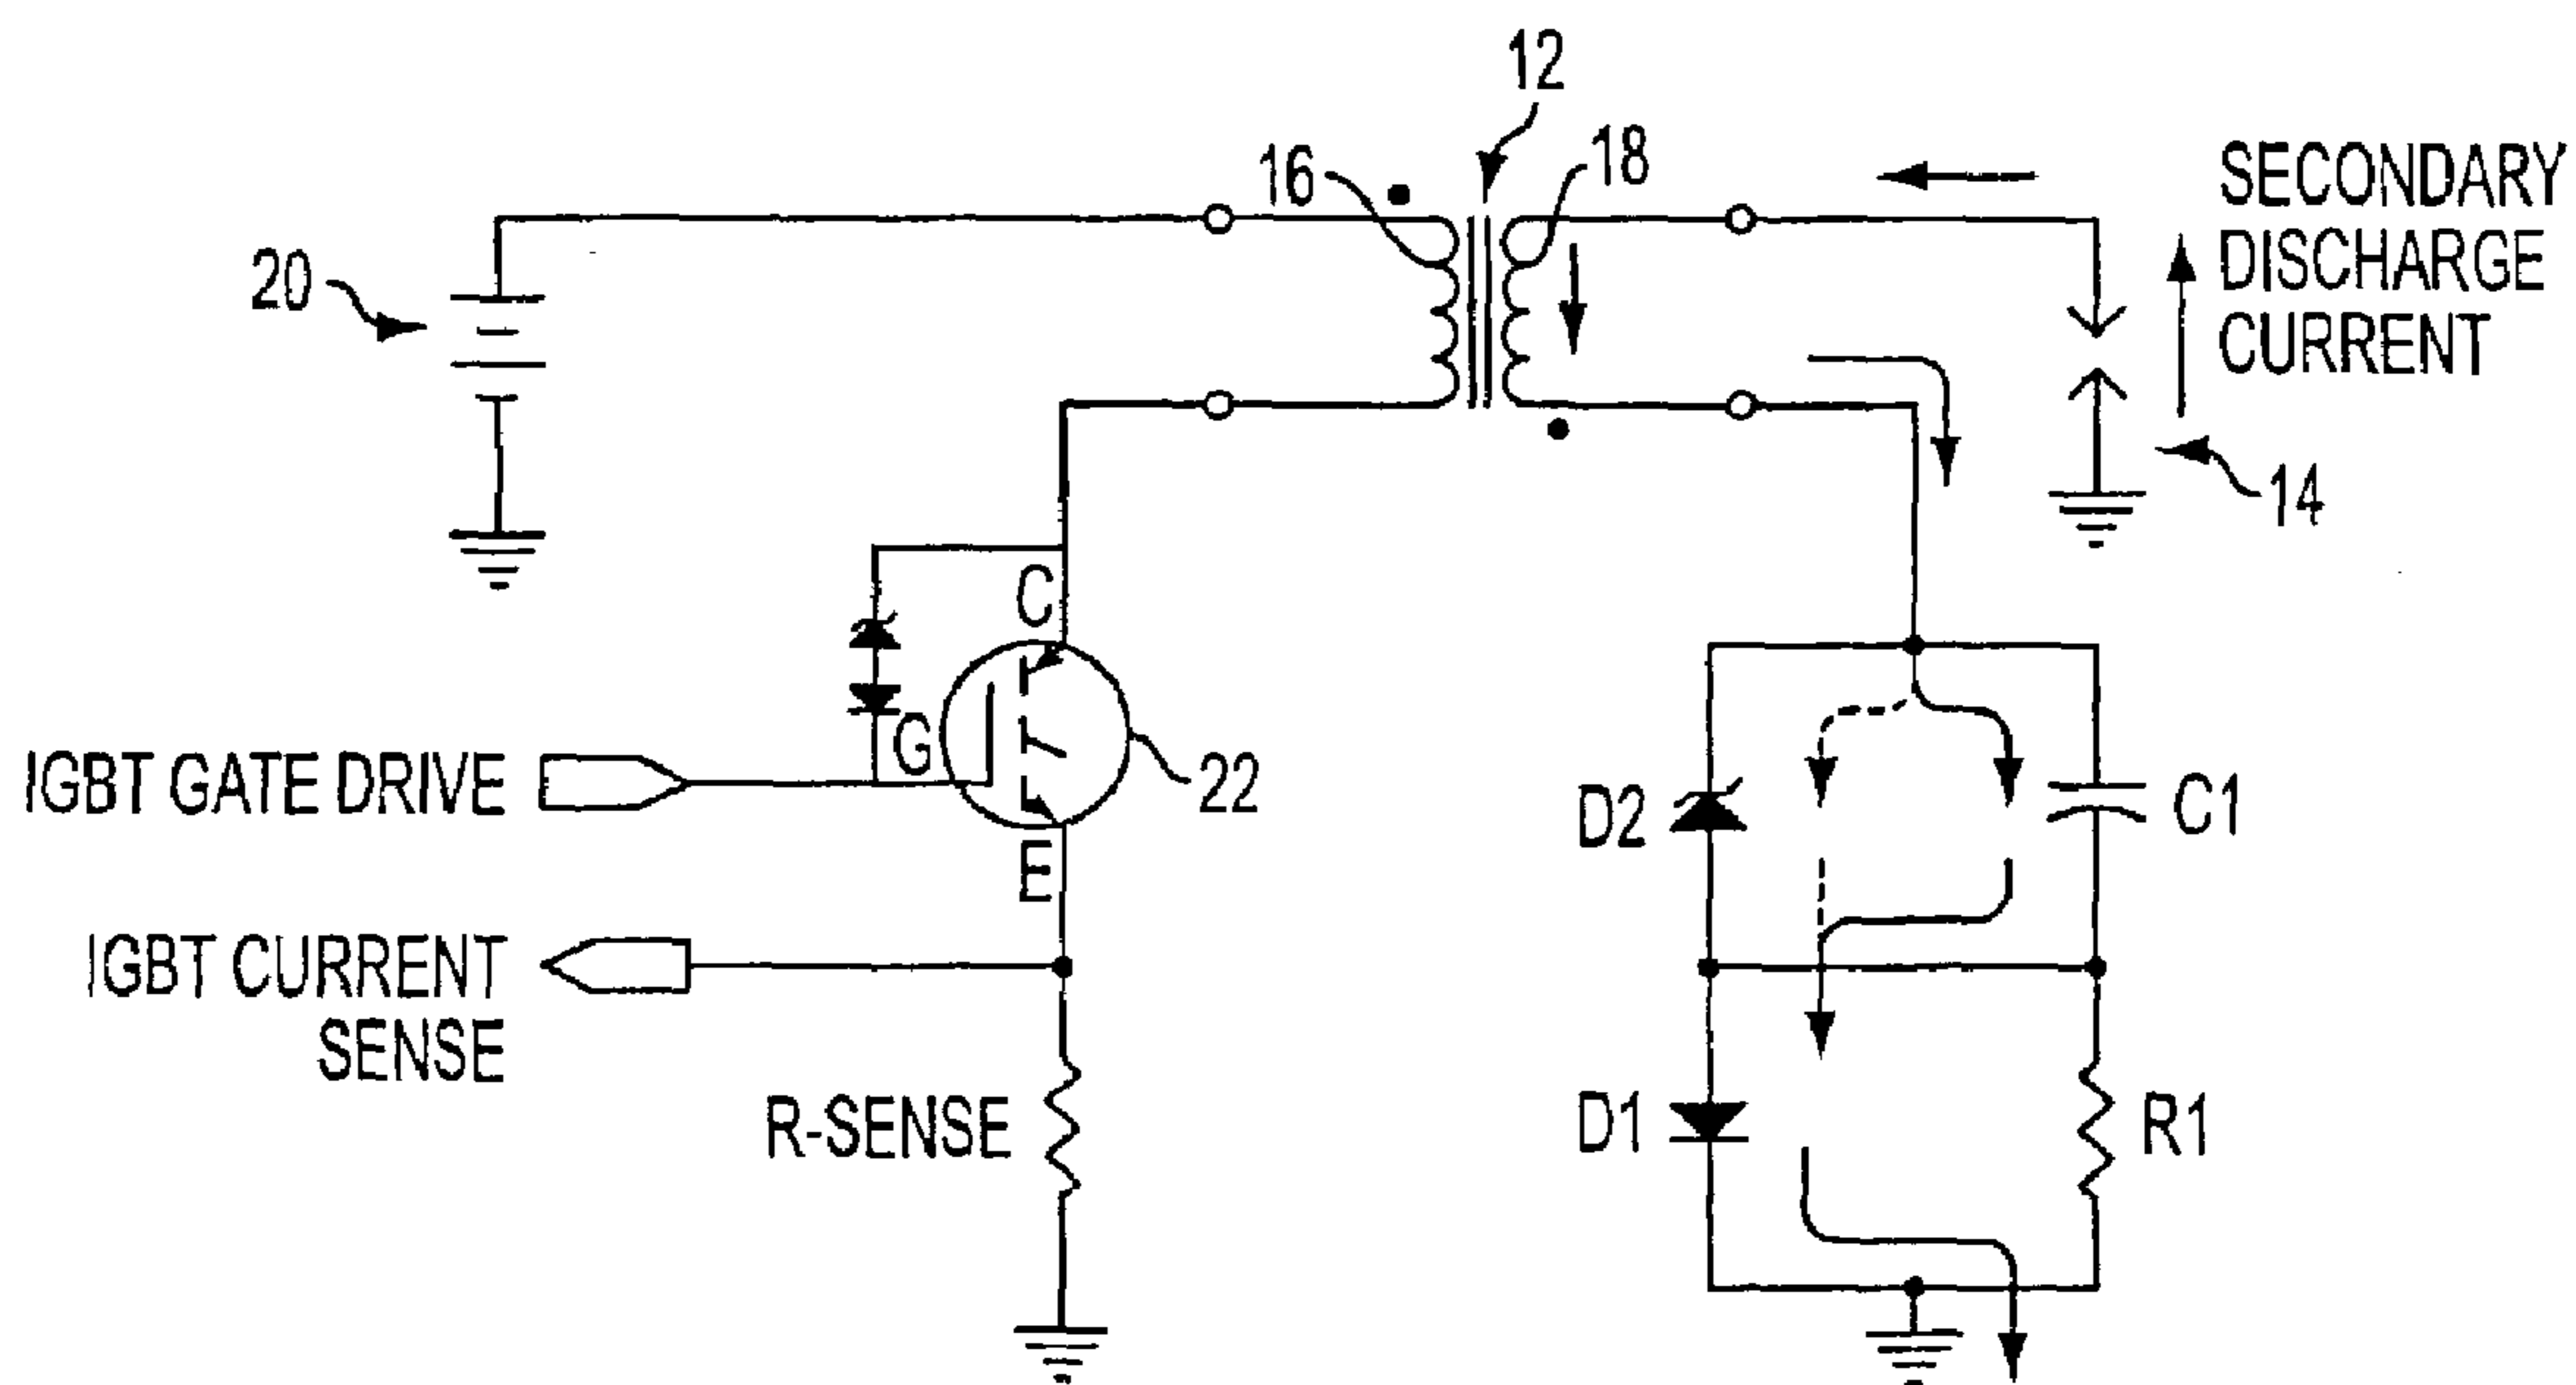 12
16
18
SECONDARY
DISCHARGE
CURRENT
20
14
C
G
22
IGBT GATE DRIVE
E
D2
C1
IGBT CURRENT
SENSE
R-SENSE
D1
R1